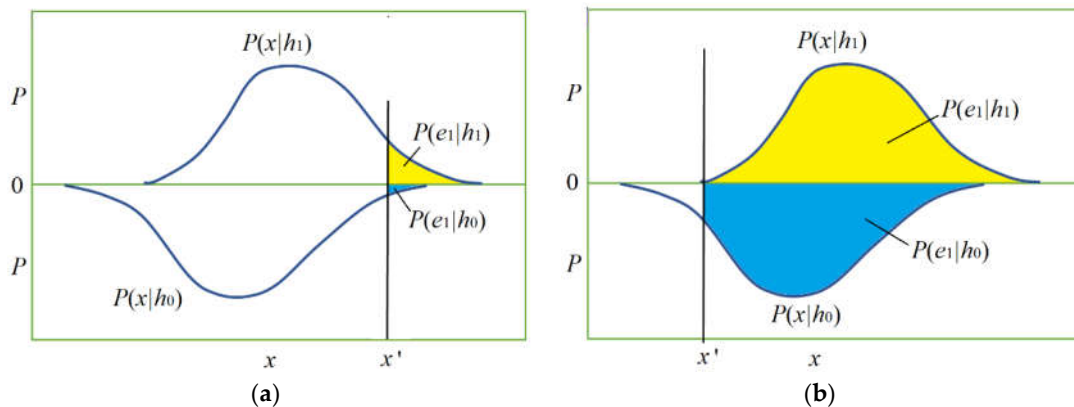 P(x|h₁)
P
P(e₁|h₁)
0
P(e₁|h₀)
P
P(x|h₀)
x
x'
(a)
P(x|h₁)
P
P(e₁|h₁)
0
P(e₁|h₀)
P
P(x|h₀)
x'
x
(b)